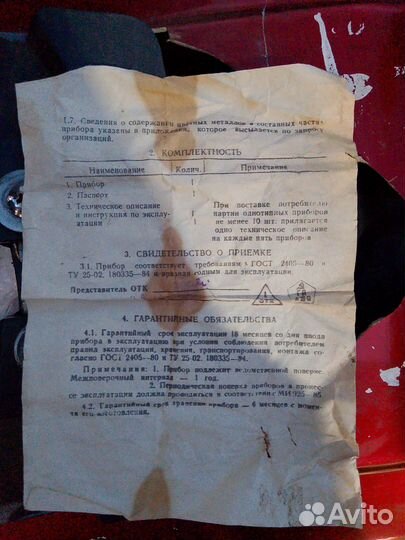 1.7. Сведения о содержании цветных металлов в составных частях
прибора указаны в приложении, которое высылается по запросу
организаций.
2. КОМПЛЕКТНОСТЬ
Наименование Колич. Примечание
1. Прибор 1
2. Паспорт 1
3. Техническое описание
и инструкция по эксплу-
атации 1
При поставке потребителю
партии однотипных приборов
не менее 10 шт. прилагается
одно техническое описание
на каждые пять приборов
3. СВИДЕТЕЛЬСТВО О ПРИЕМКЕ
3.1. Прибор соответствует требованиям ГОСТ 2405—80 и
ТУ 25-02. 180335—84 и признан годным для эксплуатации.
Представитель ОТК
4. ГАРАНТИЙНЫЕ ОБЯЗАТЕЛЬСТВА
4.1. Гарантийный срок эксплуатации 18 месяцев со дня ввода
прибора в эксплуатацию при условии соблюдения потребителем
правил эксплуатации, хранения, транспортирования, монтажа со-
гласно ГОСТ 2405—80 и ТУ 25.02. 180335—84.
Примечания: 1. Прибор подлежит ведомственной поверке.
Межповерочный интервал — 1 год.
2. Периодическая поверка приборов в процес-
се эксплуатации должна проводиться в соответствии с МИ 925—85
4.2. Гарантийный срок хранения прибора — 6 месяцев с момен-
та его изготовления.
Avito